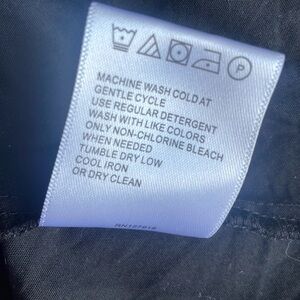 P
MACHINE WASH COLD AT
GENTLE CYCLE
USE REGULAR DETERGENT
WASH WITH LIKE COLORS
ONLY NON-CHLORINE BLEACH
WHEN NEEDED
TUMBLE DRY LOW
COOL IRON
OR DRY CLEAN